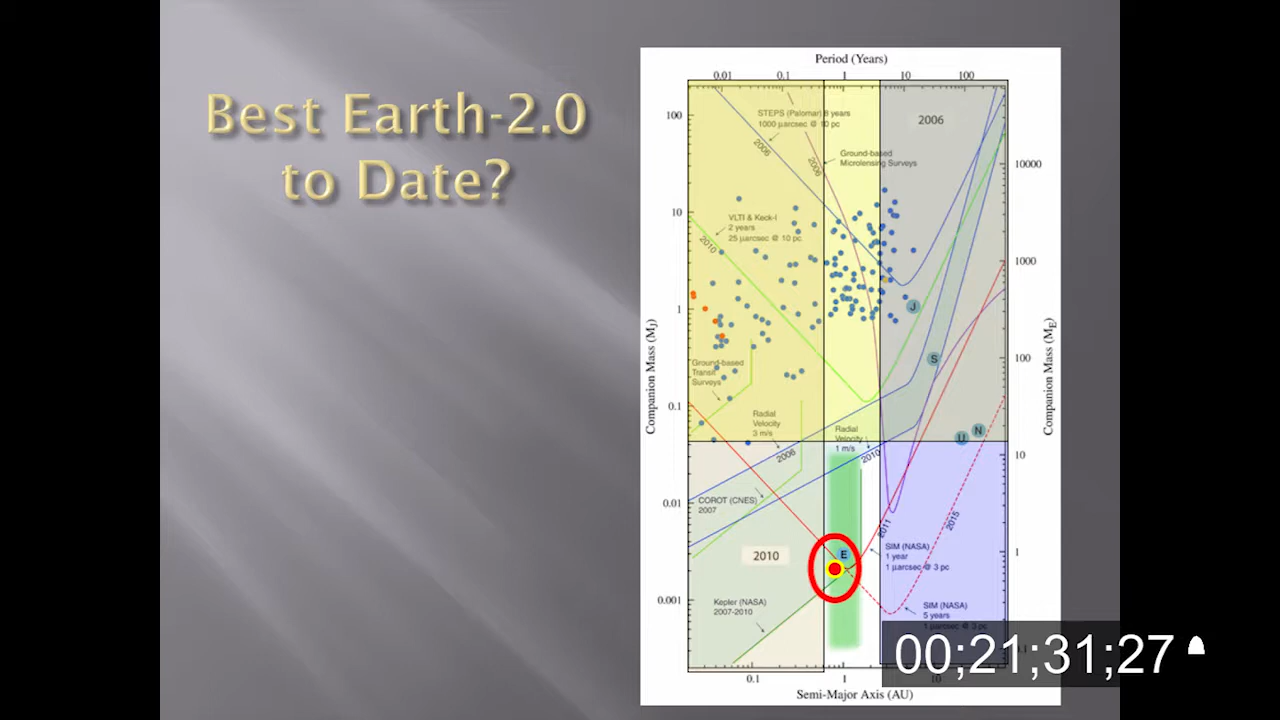 Best Earth-2.0
to Date?
Period (Years)
0.01
0.1
1
10
100
100
10
1
0.1
0.01
0.001
Companion Mass (MJ)
10000
1000
100
10
1
Companion Mass (ME)
STEPS (Palomar) 8 years
1000 µarcsec @ 10 pc
2006
2006
2006
Ground-based
Microlensing Surveys
VLTI & Keck-I
2 years
25 µarcsec @ 10 pc
2010
J
S
Ground-based
Transit
Surveys
Radial
Velocity
3 m/s
Radial
Velocity
1 m/s
U
N
2006
2010
COROT (CNES)
2007
2011
2015
2010
E
SIM (NASA)
1 year
1 µarcsec @ 3 pc
Kepler (NASA)
2007-2010
SIM (NASA)
5 years
1 µarcsec @ 3 pc
00;21;31;27
0.1
1
10
Semi-Major Axis (AU)